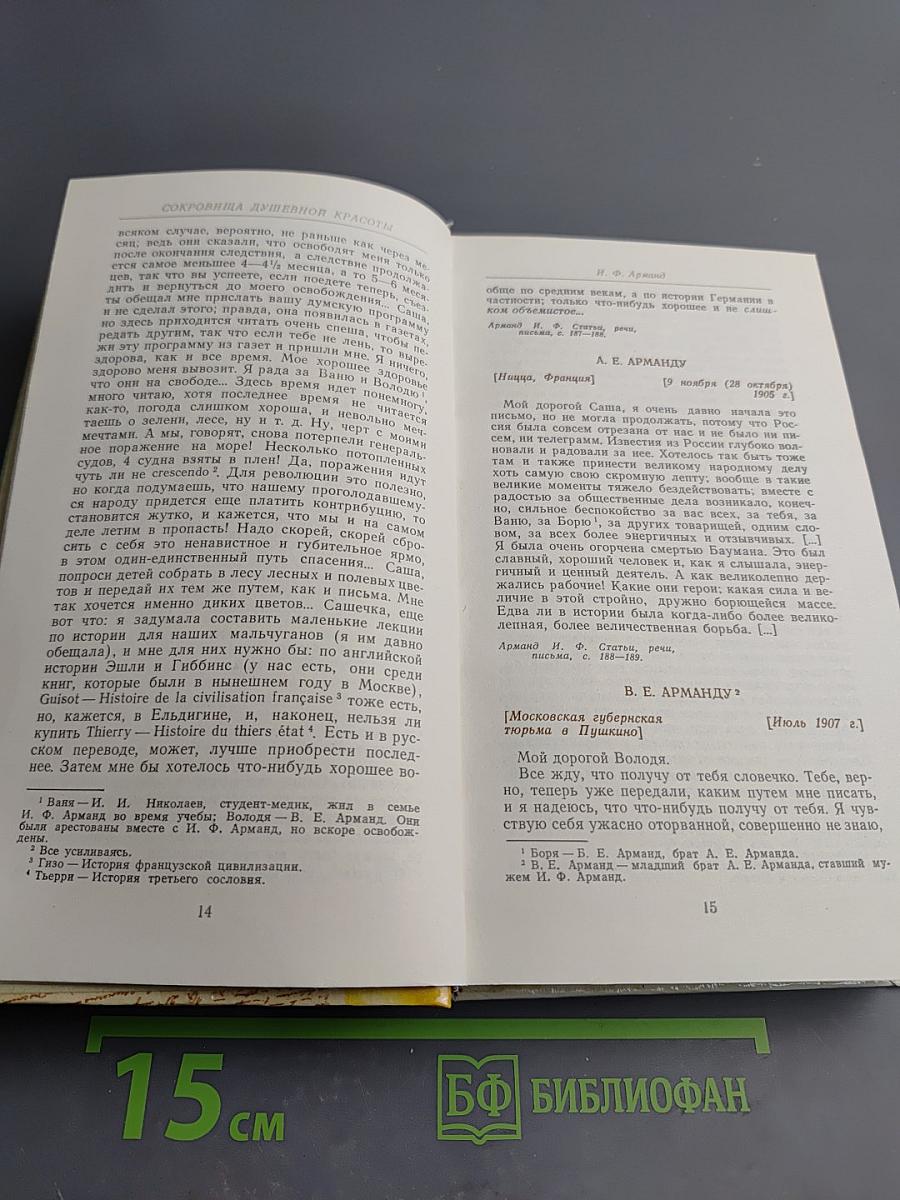 СОКРОВИЩА ДУШЕВНОЙ КРАСОТЫ
всяком случае, вероятно, не раньше как через ме-
сяц; ведь они сказали, что освободят меня только
после окончания следствия, а следствие продолжа-
ется самое меньшее 4—4½ месяца, а то 5—6 меся-
цев, так что вы успеете, если поедете теперь, съез-
дить и вернуться до моего освобождения... Саша,
ты обещал мне прислать вашу думскую программу
и не сделал этого; правда, она появилась в газетах,
но здесь приходится читать очень спеша, чтобы пе-
редать другим, так что если тебе не лень, то выре-
жи эту программу из газет и пришли мне. Я ничего,
здорова, как и все время. Мое хорошее здоровье
здорово меня вывозит. Я рада за Ваню и Володю¹,
что они на свободе... Здесь время идет понемногу,
много читаю, хотя последнее время не читается
как-то, погода слишком хороша, и невольно меч-
таешь о зелени, лесе, ну и т. д. Ну, черт с моими
мечтами. А мы, говорят, снова потерпели генераль-
ное поражение на море! Несколько потопленных
судов, 4 судна взяты в плен! Да, поражения идут
чуть ли не crescendo². Для революции это полезно,
но когда подумаешь, что нашему проголодавшему-
ся народу придется еще платить контрибуцию, то
становится жутко, и кажется, что мы и на самом
деле летим в пропасть! Надо скорей, скорей сбро-
сить с себя это ненавистное и губительное ярмо,
в этом один-единственный путь спасения... Саша,
попроси детей собрать в лесу лесных и полевых цве-
тов и передай их тем же путем, как и письма. Мне
так хочется именно диких цветов... Сашечка, еще
вот что: я задумала составить маленькие лекции
по истории для наших мальчуганов (я им давно
обещала), и мне для них нужно бы: по английской
истории Эшли и Гиббинс (у нас есть, они среди
книг, которые были в нынешнем году в Москве),
Guisot — Histoire de la civilisation française³ тоже есть,
но, кажется, в Ельдигине, и, наконец, нельзя ли
купить Thierry — Histoire du thiers état⁴. Есть и в рус-
ском переводе, может, лучше приобрести послед-
нее. Затем мне бы хотелось что-нибудь хорошее во-
¹ Ваня — И. И. Николаев, студент-медик, жил в семье
И. Ф. Арманд во время учебы; Володя — В. Е. Арманд. Они
были арестованы вместе с И. Ф. Арманд, но вскоре освобож-
дены.
² Все усиливаясь.
³ Гизо — История французской цивилизации.
⁴ Тьерри — История третьего сословия.
14
И. Ф. Арманд
обще по средним векам, а по истории Германии в
частности; только что-нибудь хорошее и не слиш-
ком объемистое...
Арманд И. Ф. Статьи, речи,
письма, с. 187—188.
А. Е. АРМАНДУ
[Ницца, Франция] [9 ноября (28 октября)
1905 г.]
Мой дорогой Саша, я очень давно начала это
письмо, но не могла продолжать, потому что Рос-
сия была совсем отрезана от нас и не было ни пи-
сем, ни телеграмм. Известия из России глубоко вол-
новали и радовали за нее. Хотелось так быть тоже
там и также принести великому народному делу
хоть самую свою скромную лепту; вообще в такие
великие моменты тяжело бездействовать; вместе с
радостью за общественные дела возникало, конеч-
но, сильное беспокойство за вас всех, за тебя, за
Ваню, за Борю¹, за других товарищей, одним сло-
вом, за всех более энергичных и отзывчивых. [...]
Я была очень огорчена смертью Баумана. Это был
славный, хороший человек и, как я слышала, энер-
гичный и ценный деятель. А как великолепно дер-
жались рабочие! Какие они герои; какая сила и ве-
личие в этой стройно, дружно борющейся массе.
Едва ли в истории была когда-либо более велико-
лепная, более величественная борьба. [...]
Арманд И. Ф. Статьи, речи,
письма, с. 188—189.
В. Е. АРМАНДУ²
[Московская губернская [Июль 1907 г.]
тюрьма в Пушкино]
Мой дорогой Володя.
Все жду, что получу от тебя словечко. Тебе, вер-
но, теперь уже передали, каким путем мне писать,
и я надеюсь, что что-нибудь получу от тебя. Я чув-
ствую себя ужасно оторванной, совершенно не знаю,
¹ Боря — Б. Е. Арманд, брат А. Е. Арманда.
² В. Е. Арманд — младший брат А. Е. Арманда, ставший му-
жем И. Ф. Арманд.
15
15 см
БФ БИБЛИОФАН